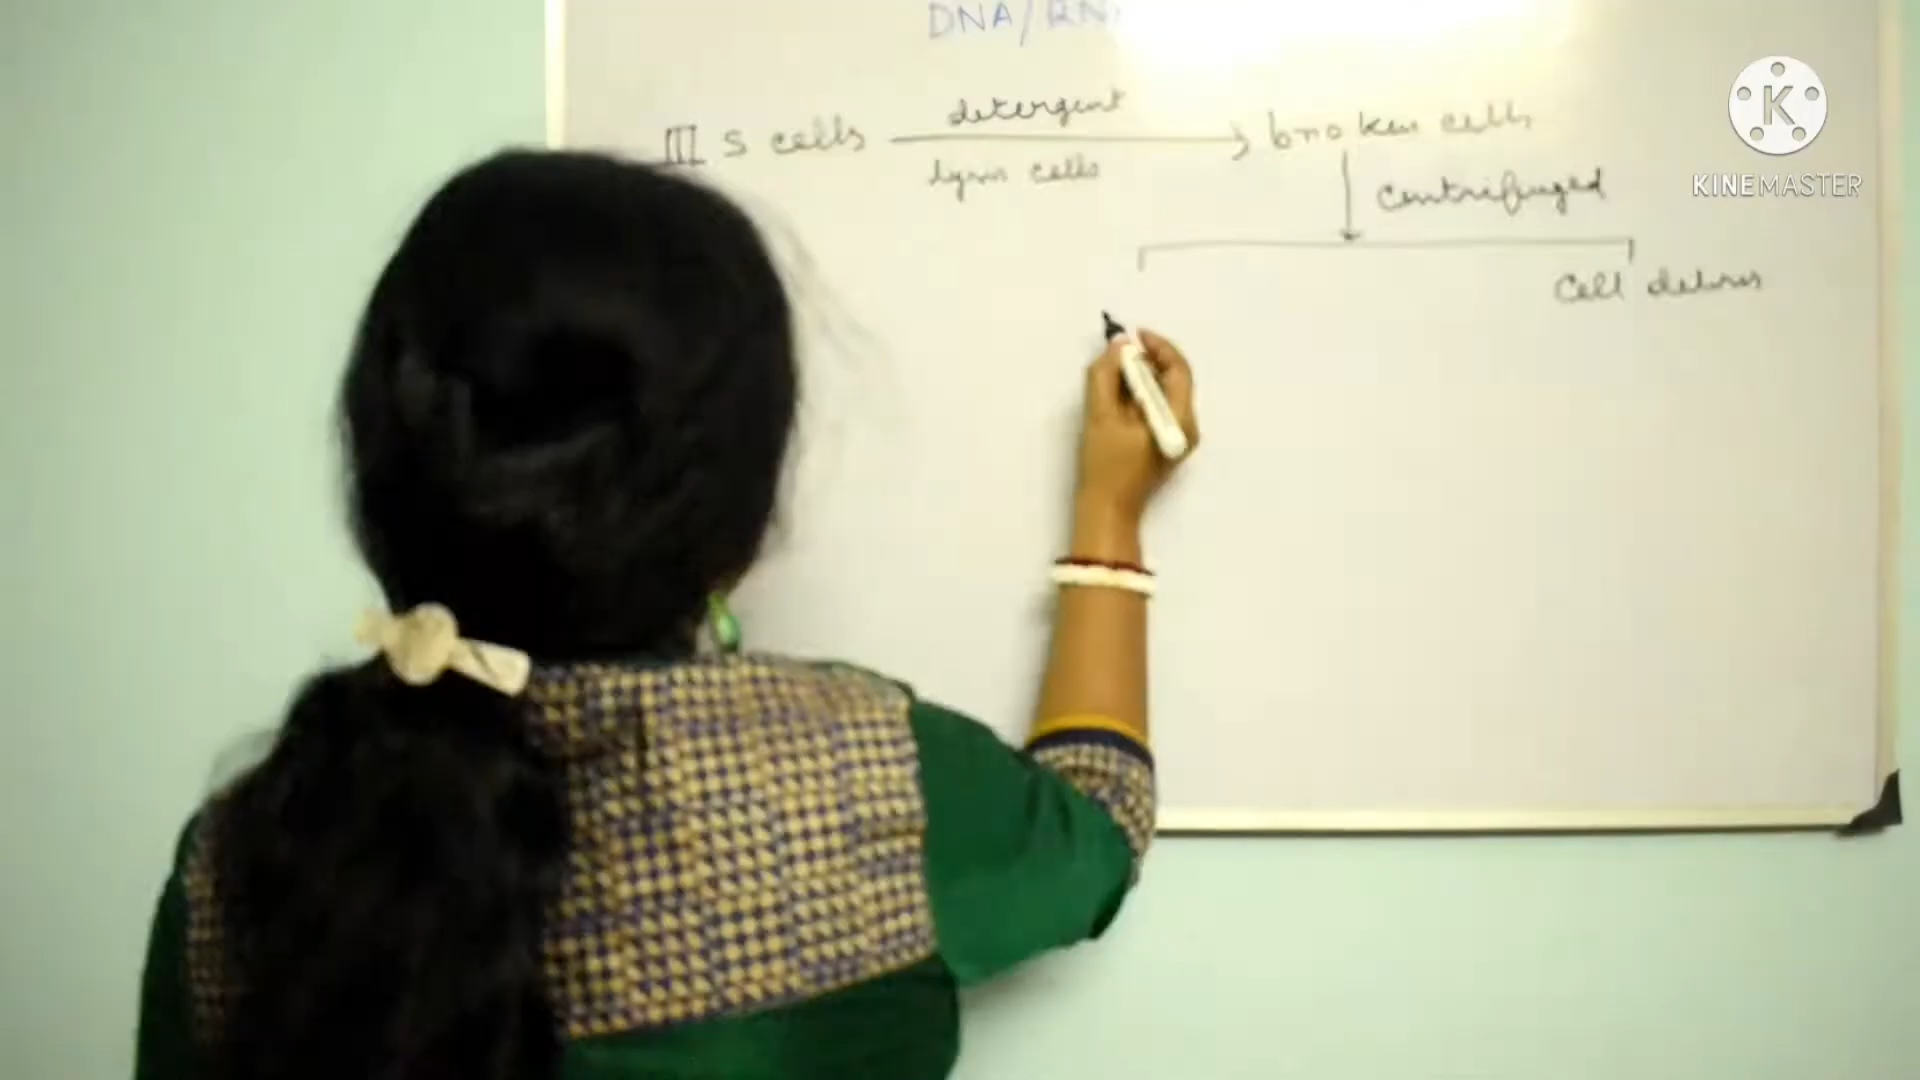 DNA/RN
III S cells detergent broken cells
lysis cells
centrifuged
cell debris
K
KINEMASTER